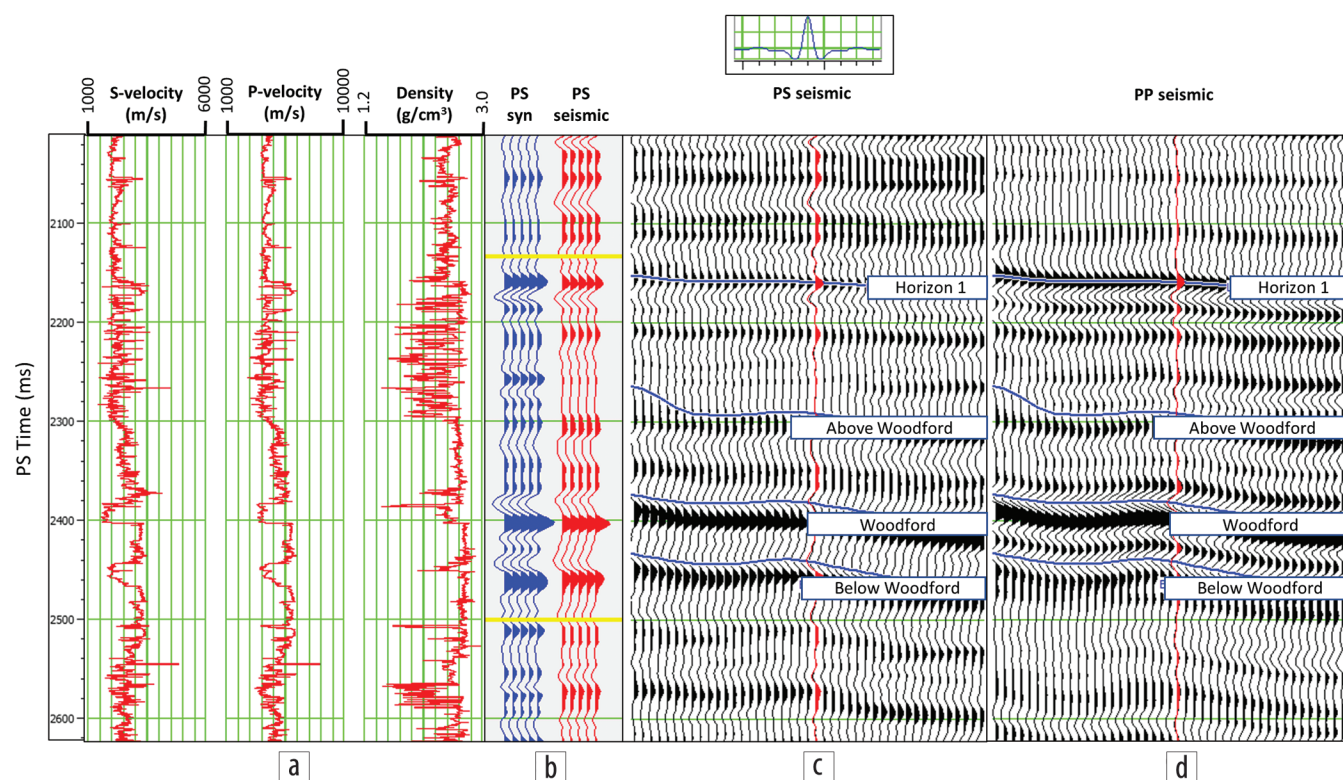 PS seismic
PP seismic
1000
S-velocity
(m/s)
6000
1000
P-velocity
(m/s)
10000
1.2
Density
(g/cm³)
3.0
PS
syn
PS
seismic
PS Time (ms)
2100
2200
2300
2400
2500
2600
Horizon 1
Horizon 1
Above Woodford
Above Woodford
Woodford
Woodford
Below Woodford
Below Woodford
a
b
c
d